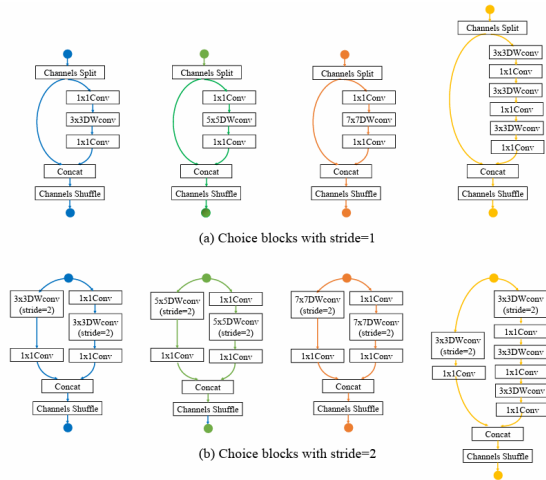 Channels Split
1x1Conv
3x3DWconv
1x1Conv
Concat
Channels Shuffle
Channels Split
1x1Conv
5x5DWconv
1x1Conv
Concat
Channels Shuffle
Channels Split
1x1Conv
7x7DWconv
1x1Conv
Concat
Channels Shuffle
Channels Split
3x3DWconv
1x1Conv
3x3DWconv
1x1Conv
3x3DWconv
1x1Conv
Concat
Channels Shuffle
(a) Choice blocks with stride=1
3x3DWconv
(stride=2)
1x1Conv
1x1Conv
3x3DWconv
(stride=2)
1x1Conv
Concat
Channels Shuffle
5x5DWconv
(stride=2)
1x1Conv
1x1Conv
5x5DWconv
(stride=2)
1x1Conv
Concat
Channels Shuffle
7x7DWconv
(stride=2)
1x1Conv
1x1Conv
7x7DWconv
(stride=2)
1x1Conv
Concat
Channels Shuffle
3x3DWconv
(stride=2)
1x1Conv
3x3DWconv
(stride=2)
1x1Conv
3x3DWconv
1x1Conv
3x3DWconv
1x1Conv
Concat
Channels Shuffle
(b) Choice blocks with stride=2